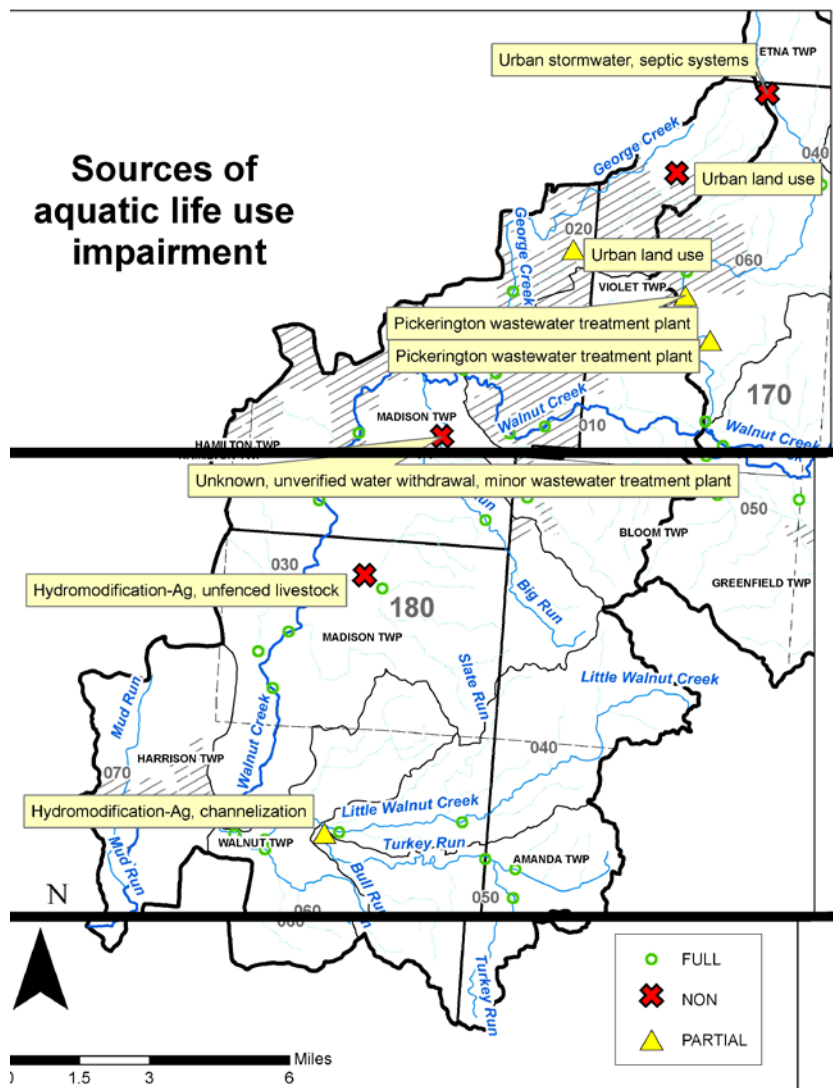 ETNA TWP
Urban stormwater, septic systems
Sources of
aquatic life use
impairment
George Creek
040
Urban land use
George Creek
020
Urban land use
060
VIOLET TWP
Pickerington wastewater treatment plant
Pickerington wastewater treatment plant
170
MADISON TWP
Walnut Creek
010
Walnut Creek
HAMILTON TWP
Creek
Unknown, unverified water withdrawal, minor wastewater treatment plant
050
BLOOM TWP
030
GREENFIELD TWP
Hydromodification-Ag, unfenced livestock
180
Big Run
MADISON TWP
Slate Run
Little Walnut Creek
Mud Run
Walnut Creek
040
HARRISON TWP
070
Hydromodification-Ag, channelization
Little Walnut Creek
WALNUT TWP
Turkey Run
AMANDA TWP
Mud Run
Bull Ru
N
050
060
Turkey Run
FULL
NON
PARTIAL
Miles
0 1.5 3 6